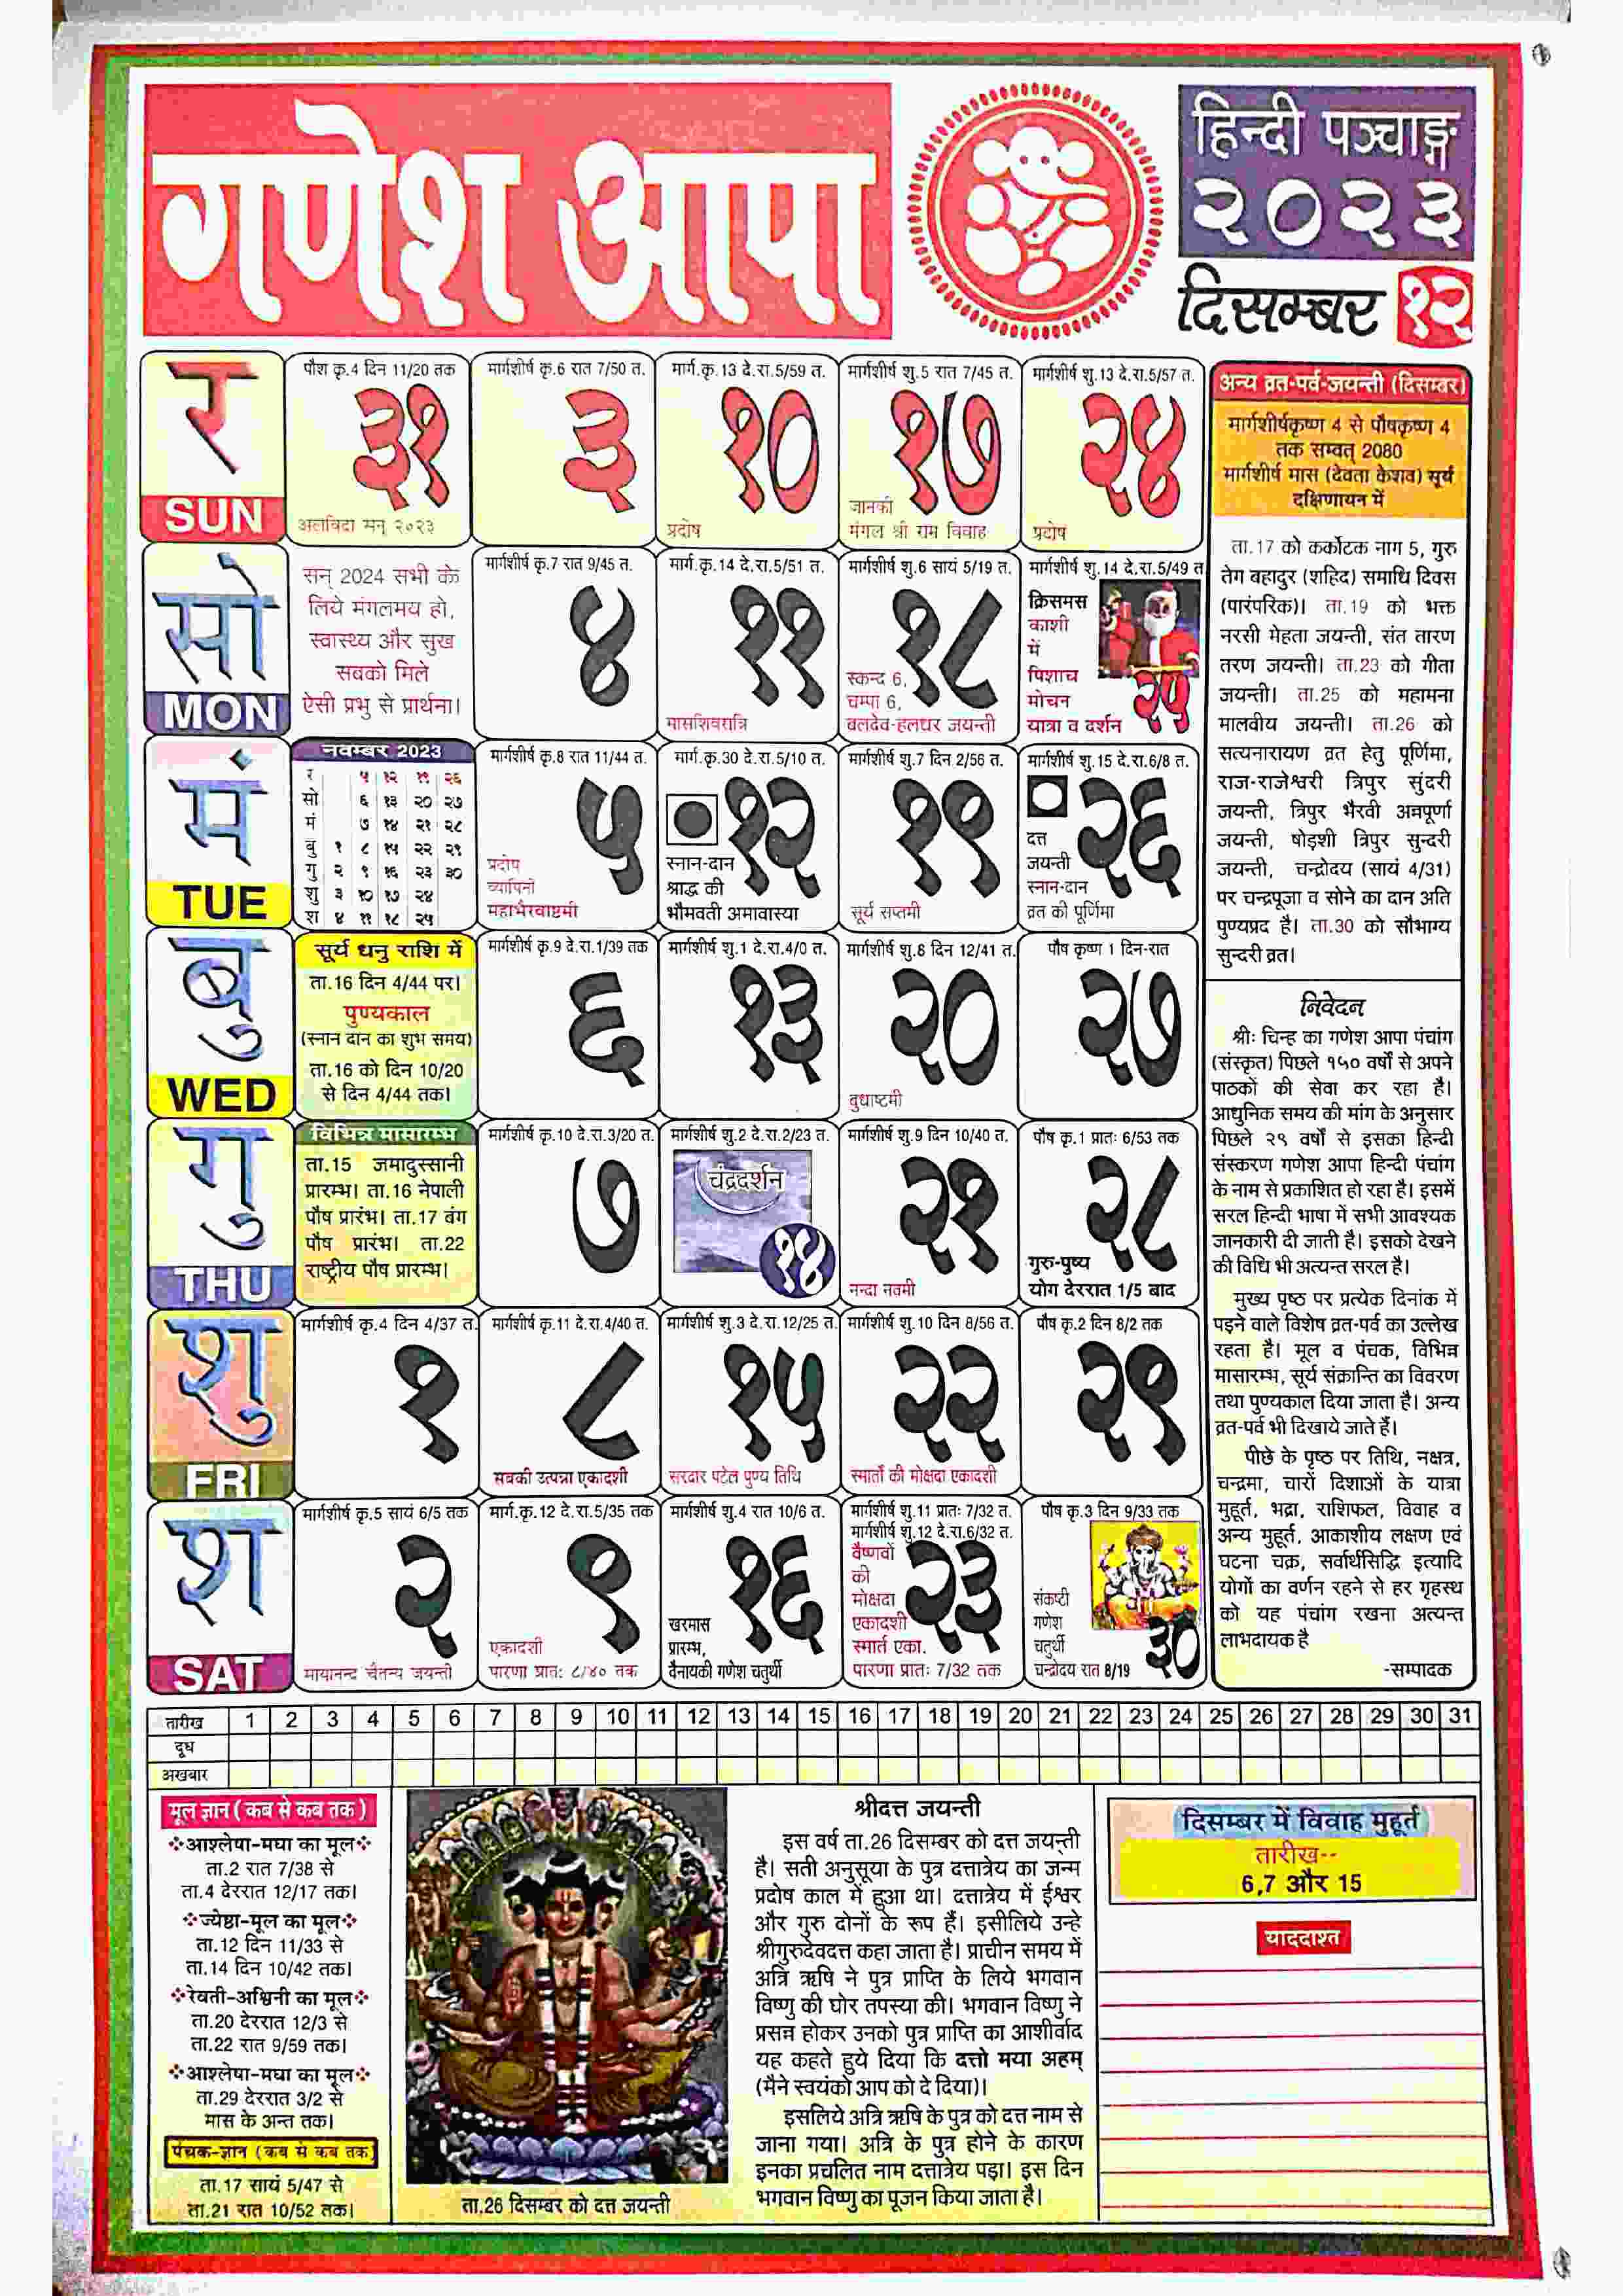 गणेश आपा
हिन्दी पञ्चाङ्ग
२०२३
दिसम्बर १२
र
SUN
पौश कृ.4 दिन 11/20 तक
३१
अलविदा सन् २०२३
मार्गशीर्ष कृ.6 रात 7/50 त.
३
मार्ग.कृ.13 दे.रा.5/59 त.
१०
प्रदोष
मार्गशीर्ष शु.5 रात 7/45 त.
१७
जानकी
मंगल श्री राम विवाह
मार्गशीर्ष शु.13 दे.रा.5/57 त.
२४
प्रदोष
सो
MON
सन् 2024 सभी के
लिये मंगलमय हो,
स्वास्थ्य और सुख
सबको मिले
ऐसी प्रभु से प्रार्थना।
मार्गशीर्ष कृ.7 रात 9/45 त.
४
मार्ग.कृ.14 दे.रा.5/51 त.
११
मासशिवरात्रि
मार्गशीर्ष शु.6 सायं 5/19 त.
१८
स्कन्द 6,
चम्पा 6,
बलदेव-हलधर जयन्ती
मार्गशीर्ष शु.14 दे.रा.5/49 त
क्रिसमस
काशी
में
पिशाच
मोचन
यात्रा व दर्शन
२५
मं
TUE
नवम्बर 2023
र ५ १२ १९ २६
सो ६ १३ २० २७
मं ७ १४ २१ २८
बु १ ८ १५ २२ २९
गु २ ९ १६ २३ ३०
शु ३ १० १७ २४
श ४ ११ १८ २५
मार्गशीर्ष कृ.8 रात 11/44 त.
५
प्रदोष
व्यापिनी
महाभैरवाष्टमी
मार्ग.कृ.30 दे.रा.5/10 त.
१२
स्नान-दान
श्राद्ध की
भौमवती अमावास्या
मार्गशीर्ष शु.7 दिन 2/56 त.
१९
सूर्य सप्तमी
मार्गशीर्ष शु.15 दे.रा.6/8 त.
२६
दत्त
जयन्ती
स्नान-दान
व्रत की पूर्णिमा
बु
WED
सूर्य धनु राशि में
ता.16 दिन 4/44 पर।
पुण्यकाल
(स्नान दान का शुभ समय)
ता.16 को दिन 10/20
से दिन 4/44 तक।
मार्गशीर्ष कृ.9 दे.रा.1/39 तक
६
मार्गशीर्ष शु.1 दे.रा.4/0 त.
१३
मार्गशीर्ष शु.8 दिन 12/41 त.
२०
बुधाष्टमी
पौष कृष्ण 1 दिन-रात
२७
गु
THU
विभिन्न मासारम्भ
ता.15 जमादुस्सानी
प्रारम्भ। ता.16 नेपाली
पौष प्रारंभ। ता.17 वंग
पौष प्रारंभ। ता.22
राष्ट्रीय पौष प्रारम्भ।
मार्गशीर्ष कृ.10 दे.रा.3/20 त.
७
मार्गशीर्ष शु.2 दे.रा.2/23 त.
चंद्रदर्शन
१४
मार्गशीर्ष शु.9 दिन 10/40 त.
२१
नन्दा नवमी
पौष कृ.1 प्रातः 6/53 तक
२८
गुरु-पुष्य
योग देररात 1/5 बाद
शु
FRI
मार्गशीर्ष कृ.4 दिन 4/37 त.
१
मार्गशीर्ष कृ.11 दे.रा.4/40 त.
८
सबकी उत्पन्ना एकादशी
मार्गशीर्ष शु.3 दे.रा.12/25 त.
१५
सरदार पटेल पुण्य तिथि
मार्गशीर्ष शु.10 दिन 8/56 त.
२२
स्मार्तों की मोक्षदा एकादशी
पौष कृ.2 दिन 8/2 तक
२९
श
SAT
मार्गशीर्ष कृ.5 सायं 6/5 तक
२
मायानन्द चैतन्य जयन्ती
मार्ग.कृ.12 दे.रा.5/35 तक
९
एकादशी
पारणा प्रात: ८/४० तक
मार्गशीर्ष शु.4 रात 10/6 त.
१६
खरमास
प्रारम्भ,
वैनायकी गणेश चतुर्थी
मार्गशीर्ष शु.11 प्रातः 7/32 त.
मार्गशीर्ष शु.12 दे.रा.6/32 त.
२३
वैष्णवों
की
मोक्षदा
एकादशी
स्मार्त एका.
पारणा प्रातः 7/32 तक
पौष कृ.3 दिन 9/33 तक
संकष्टी
गणेश
चतुर्थी
चन्द्रोदय रात 8/19
३०
अन्य व्रत-पर्व-जयन्ती (दिसम्बर)
मार्गशीर्षकृष्ण 4 से पौषकृष्ण 4
तक सम्वत् 2080
मार्गशीर्ष मास (देवता केशव) सूर्य
दक्षिणायन में
ता.17 को कर्कोटक नाग 5, गुरु
तेग बहादुर (शहिद) समाधि दिवस
(पारंपरिक)। ता.19 को भक्त
नरसी मेहता जयन्ती, संत तारण
तरण जयन्ती। ता.23 को गीता
जयन्ती। ता.25 को महामना
मालवीय जयन्ती। ता.26 को
सत्यनारायण व्रत हेतु पूर्णिमा,
राज-राजेश्वरी त्रिपुर सुंदरी
जयन्ती, त्रिपुर भैरवी अन्नपूर्णा
जयन्ती, षोड़शी त्रिपुर सुन्दरी
जयन्ती, चन्द्रोदय (सायं 4/31)
पर चन्द्रपूजा व सोने का दान अति
पुण्यप्रद है। ता.30 को सौभाग्य
सुन्दरी व्रत।
निवेदन
श्रीः चिन्ह का गणेश आपा पंचांग
(संस्कृत) पिछले १५० वर्षों से अपने
पाठकों की सेवा कर रहा है।
आधुनिक समय की मांग के अनुसार
पिछले २९ वर्षों से इसका हिन्दी
संस्करण गणेश आपा हिन्दी पंचांग
के नाम से प्रकाशित हो रहा है। इसमें
सरल हिन्दी भाषा में सभी आवश्यक
जानकारी दी जाती है। इसको देखने
की विधि भी अत्यन्त सरल है।
मुख्य पृष्ठ पर प्रत्येक दिनांक में
पड़ने वाले विशेष व्रत-पर्व का उल्लेख
रहता है। मूल व पंचक, विभिन्न
मासारम्भ, सूर्य संक्रान्ति का विवरण
तथा पुण्यकाल दिया जाता है। अन्य
व्रत-पर्व भी दिखाये जाते हैं।
पीछे के पृष्ठ पर तिथि, नक्षत्र,
चन्द्रमा, चारों दिशाओं के यात्रा
मुहूर्त, भद्रा, राशिफल, विवाह व
अन्य मुहूर्त, आकाशीय लक्षण एवं
घटना चक्र, सर्वार्थसिद्धि इत्यादि
योगों का वर्णन रहने से हर गृहस्थ
को यह पंचांग रखना अत्यन्त
लाभदायक है
-सम्पादक
तारीख 1 2 3 4 5 6 7 8 9 10 11 12 13 14 15 16 17 18 19 20 21 22 23 24 25 26 27 28 29 30 31
दूध
अखबार
मूल ज्ञान ( कब से कब तक )
आश्लेषा-मघा का मूल
ता.2 रात 7/38 से
ता.4 देररात 12/17 तक।
ज्येष्ठा-मूल का मूल
ता.12 दिन 11/33 से
ता.14 दिन 10/42 तक।
रेवती-अश्विनी का मूल
ता.20 देररात 12/3 से
ता.22 रात 9/59 तक।
आश्लेषा-मघा का मूल
ता.29 देररात 3/2 से
मास के अन्त तक।
पंचक-ज्ञान (कब से कब तक)
ता.17 सायं 5/47 से
ता.21 रात 10/52 तक।
ता.26 दिसम्बर को दत्त जयन्ती
श्रीदत्त जयन्ती
इस वर्ष ता.26 दिसम्बर को दत्त जयन्ती
है। सती अनुसूया के पुत्र दत्तात्रेय का जन्म
प्रदोष काल में हुआ था। दत्तात्रेय में ईश्वर
और गुरु दोनों के रूप हैं। इसीलिये उन्हे
श्रीगुरुदेवदत्त कहा जाता है। प्राचीन समय में
अत्रि ऋषि ने पुत्र प्राप्ति के लिये भगवान
विष्णु की घोर तपस्या की। भगवान विष्णु ने
प्रसन्न होकर उनको पुत्र प्राप्ति का आशीर्वाद
यह कहते हुये दिया कि दत्तो मया अहम्
(मैने स्वयंको आप को दे दिया)।
इसलिये अत्रि ऋषि के पुत्र को दत्त नाम से
जाना गया। अत्रि के पुत्र होने के कारण
इनका प्रचलित नाम दत्तात्रेय पड़ा। इस दिन
भगवान विष्णु का पूजन किया जाता है।
दिसम्बर में विवाह मुहूर्त
तारीख--
6,7 और 15
याददाश्त